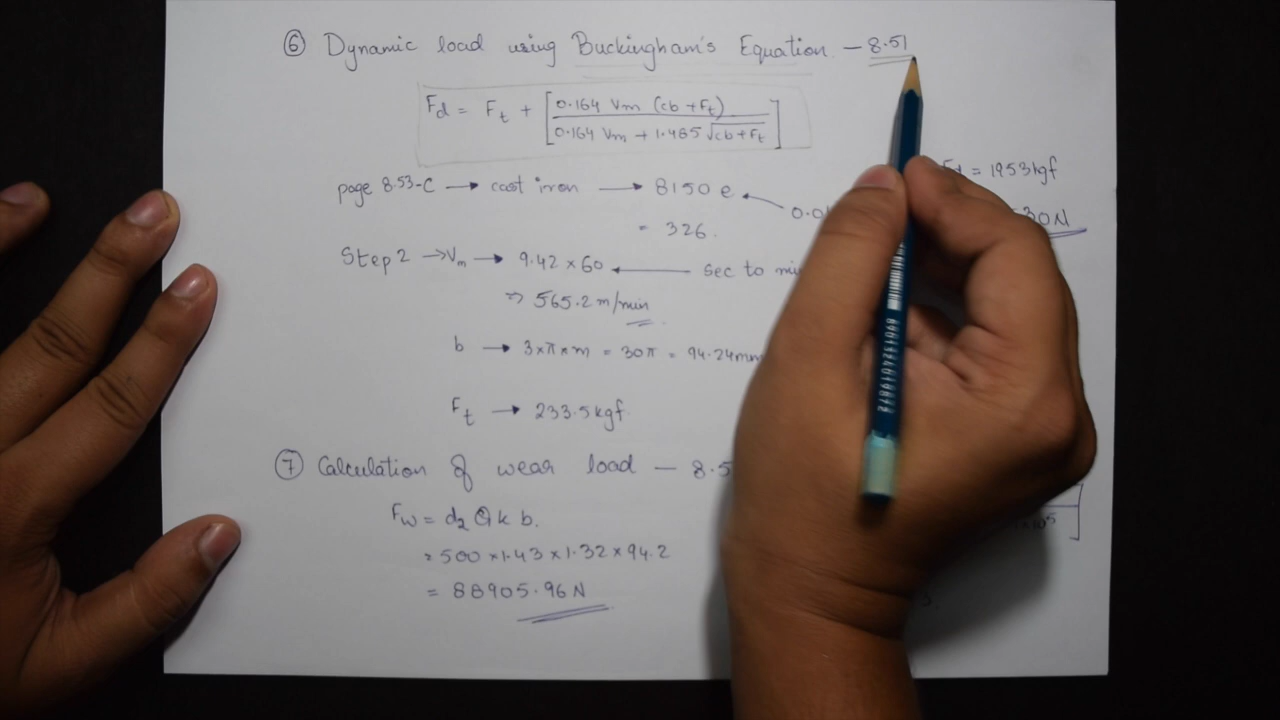 ⑥ Dynamic load using Buckingham's Equation – 8.51
Fd = Ft + [0.164 Vm (cb + Ft) / 0.164 Vm + 1.485 √cb + Ft]
page 8.53-C → cast iron → 8150 e
Ft = 1953 kgf
= 326.
30 N
Step 2 → Vm → 9.42 × 60 ← sec to
⇒ 565.2 m/min
b → 3×π×m = 30π = 94.24mm
Ft → 233.5 kgf
⑦ Calculation of wear load – 8.5
Fw = d2 Q k b.
= 500 × 1.43 × 1.32 × 94.2
= 88905.96 N
8901324019872